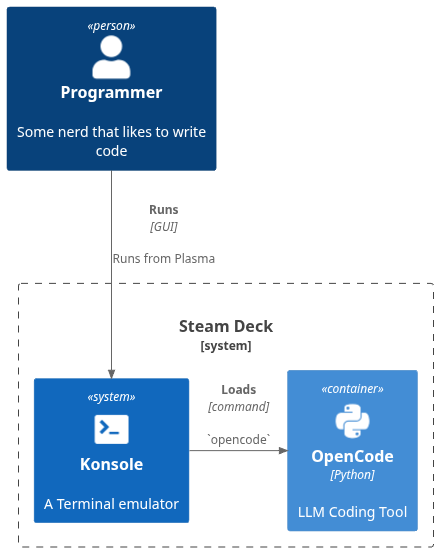 «person»
Programmer
Some nerd that likes to write
code
Runs
[GUI]
Runs from Plasma
Steam Deck
[system]
«system»
Konsole
A Terminal emulator
Loads
[command]
`opencode`
«container»
OpenCode
[Python]
LLM Coding Tool